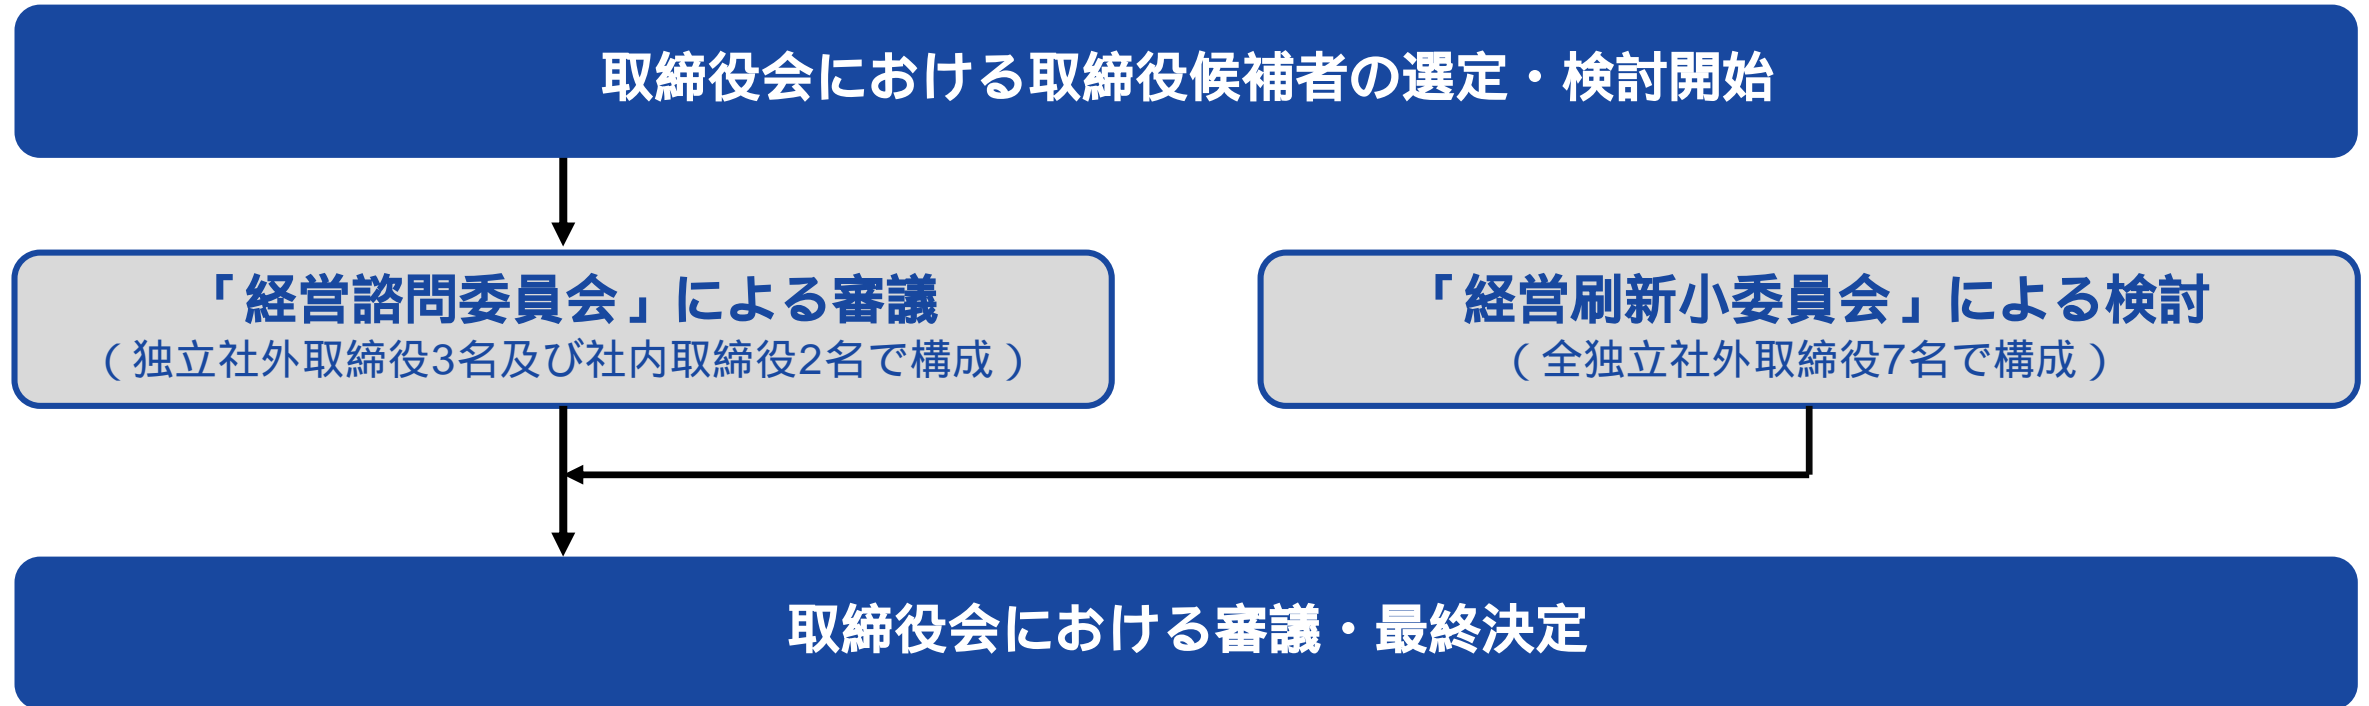 取締役会における取締役候補者の選定・検討開始
「経営諮問委員会」による審議
（独立社外取締役3名及び社内取締役2名で構成）
「経営刷新小委員会」による検討
（全独立社外取締役7名で構成）
取締役会における審議・最終決定